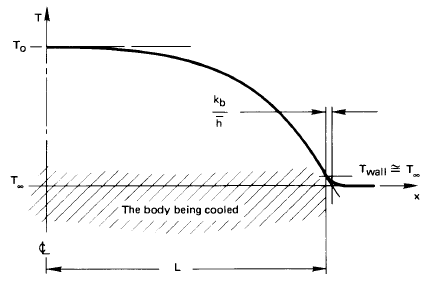 T
T₀
k_b
h̅
T_wall ≅ T_∞
T_∞
x
The body being cooled
℄
L